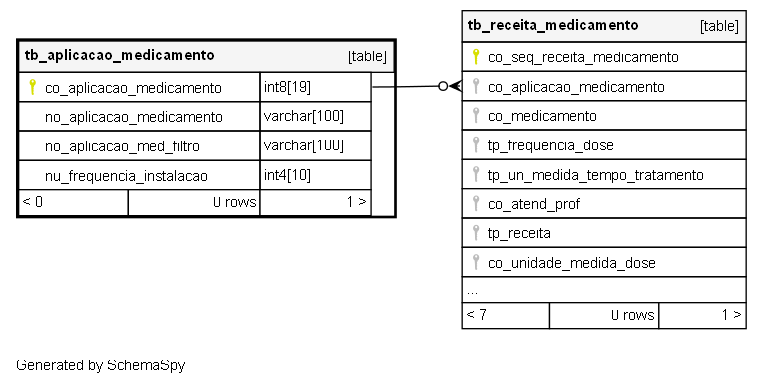 tb_aplicacao_medicamento [table]
co_aplicacao_medicamento int8[19]
no_aplicacao_medicamento varchar[100]
no_aplicacao_med_filtro varchar[100]
nu_frequencia_instalacao int4[10]
< 0 0 rows 1 >
tb_receita_medicamento [table]
co_seq_receita_medicamento
co_aplicacao_medicamento
co_medicamento
tp_frequencia_dose
tp_un_medida_tempo_tratamento
co_atend_prof
tp_receita
co_unidade_medida_dose
...
< 7 0 rows 1 >
Generated by SchemaSpy